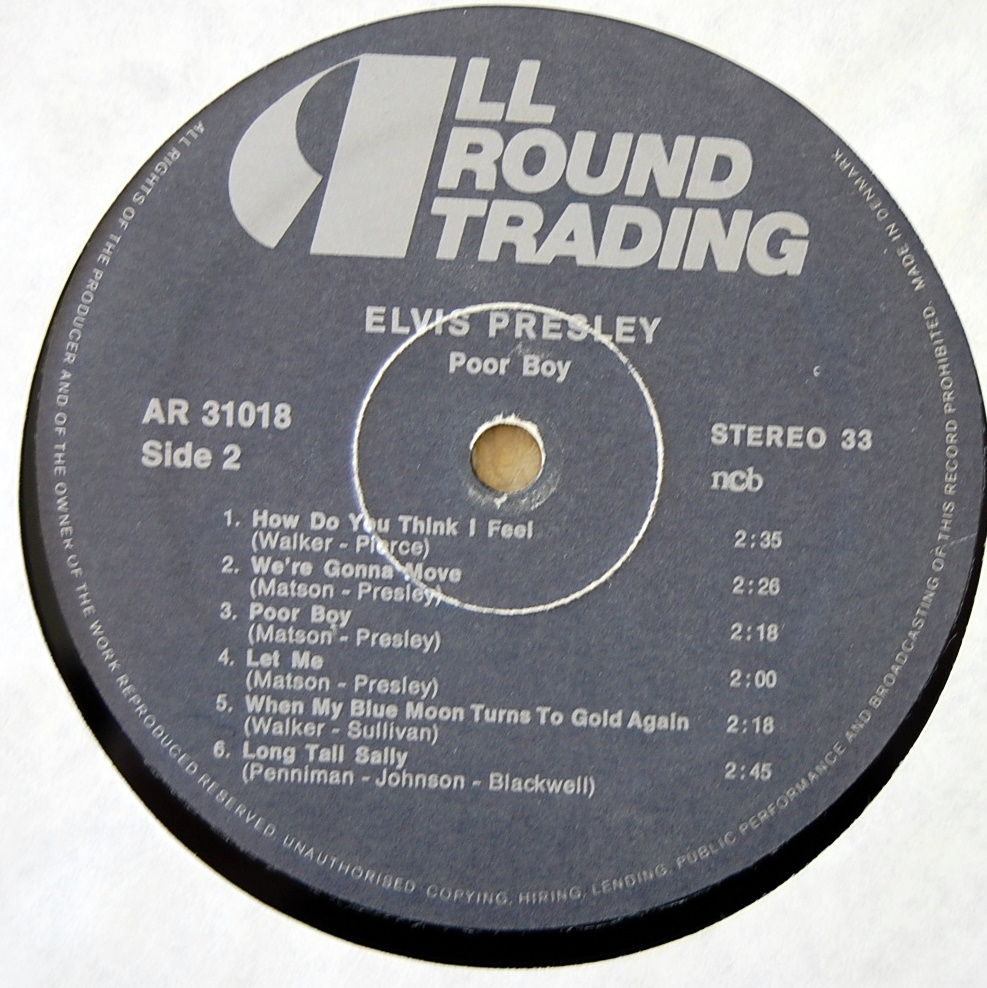 ALL
ROUND
TRADING
ELVIS PRESLEY
Poor Boy
AR 31018
Side 2
STEREO 33
ncb
1. How Do You Think I Feel
(Walker - Pierce) 2:35
2. We're Gonna Move
(Matson - Presley) 2:26
3. Poor Boy
(Matson - Presley) 2:18
4. Let Me
(Matson - Presley) 2:00
5. When My Blue Moon Turns To Gold Again
(Walker - Sullivan) 2:18
6. Long Tall Sally
(Penniman - Johnson - Blackwell) 2:45
ALL RIGHTS OF THE PRODUCER AND OF THE OWNER OF THE WORK REPRODUCED RESERVED. UNAUTHORISED COPYING, HIRING, LENDING, PUBLIC PERFORMANCE AND BROADCASTING OF THIS RECORD PROHIBITED. MADE IN DENMARK